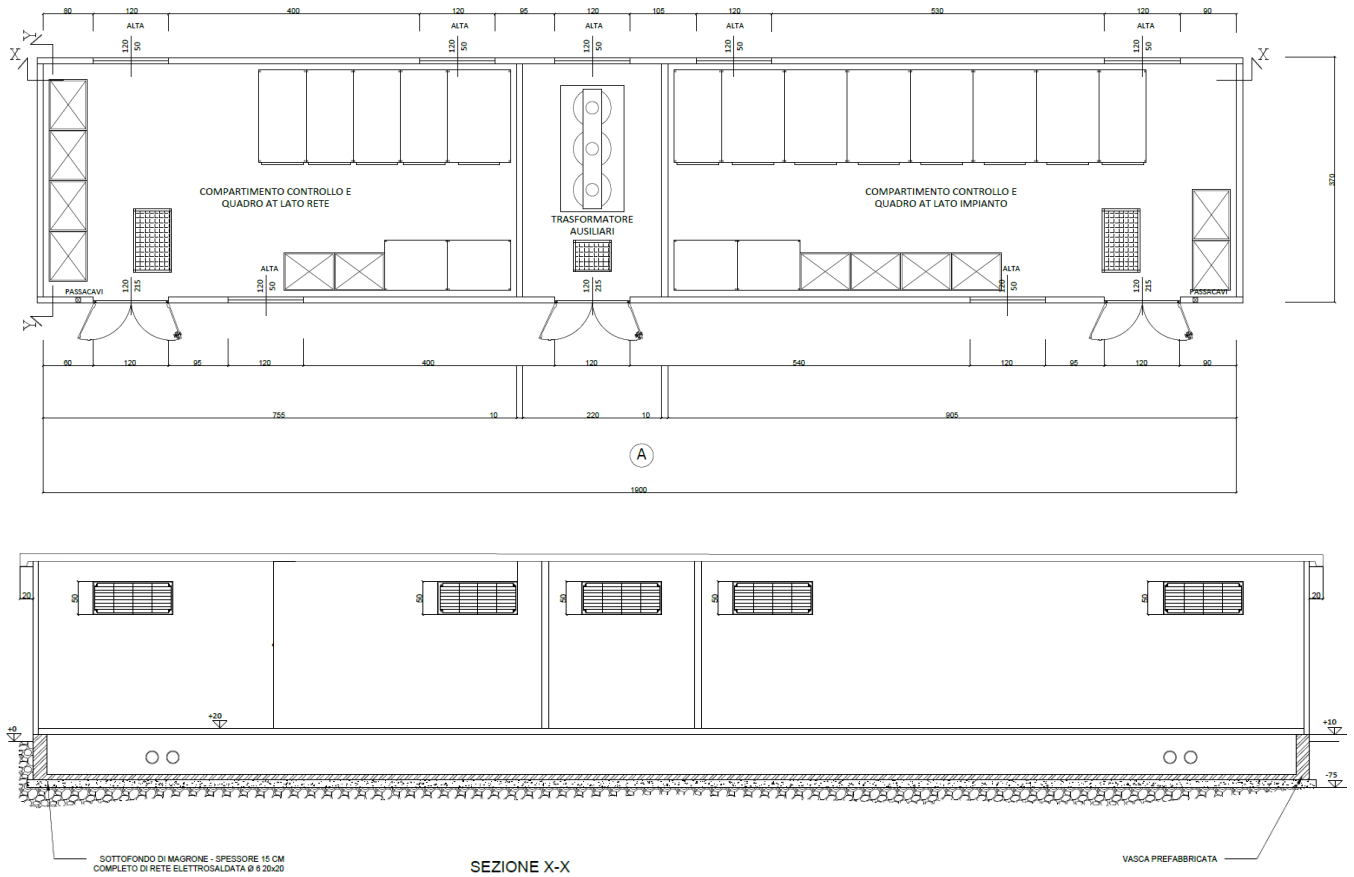 80 120 400 120 95 120 105 120 530 120 90
ALTA ALTA ALTA ALTA ALTA
120 50 120 50 120 50 120 50 120 50
Y
X X
COMPARTIMENTO CONTROLLO E
QUADRO AT LATO RETE
COMPARTIMENTO CONTROLLO E
QUADRO AT LATO IMPIANTO
370
TRASFORMATORE
AUSILIARI
ALTA ALTA
PASSACAVI 120 215 120 50 120 215 120 50 120 215 PASSACAVI
Y
60 120 95 120 400 120 540 120 95 120 90
755 10 220 10 905
A
1900
20 50 50 50 50 50 20
+20
+0 +10
-75
SOTTOFONDO DI MAGRONE - SPESSORE 15 CM
COMPLETO DI RETE ELETTROSALDATA Ø 6 20x20
VASCA PREFABBRICATA
SEZIONE X-X